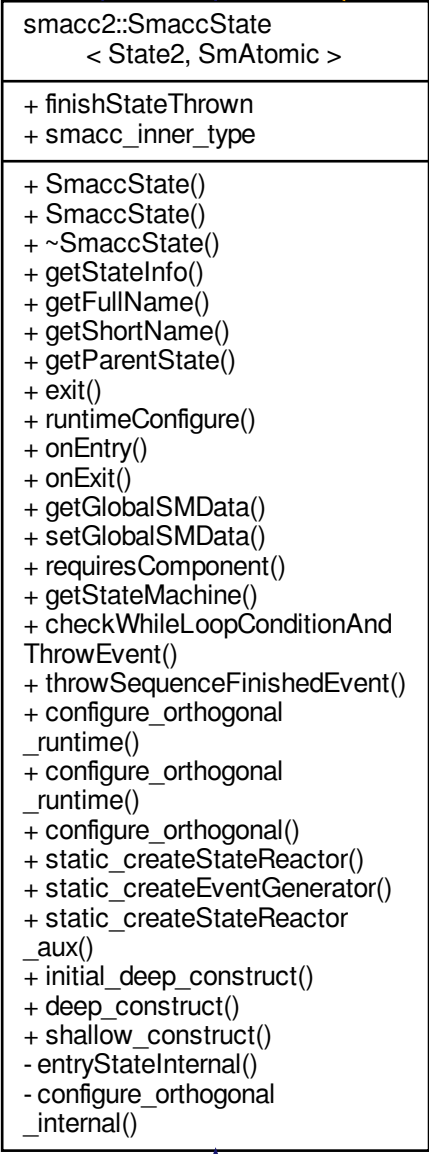 smacc2::SmaccState
< State2, SmAtomic >
+ finishStateThrown
+ smacc_inner_type
+ SmaccState()
+ SmaccState()
+ ~SmaccState()
+ getStateInfo()
+ getFullName()
+ getShortName()
+ getParentState()
+ exit()
+ runtimeConfigure()
+ onEntry()
+ onExit()
+ getGlobalSMData()
+ setGlobalSMData()
+ requiresComponent()
+ getStateMachine()
+ checkWhileLoopConditionAnd
ThrowEvent()
+ throwSequenceFinishedEvent()
+ configure_orthogonal
_runtime()
+ configure_orthogonal
_runtime()
+ configure_orthogonal()
+ static_createStateReactor()
+ static_createEventGenerator()
+ static_createStateReactor
_aux()
+ initial_deep_construct()
+ deep_construct()
+ shallow_construct()
- entryStateInternal()
- configure_orthogonal
_internal()